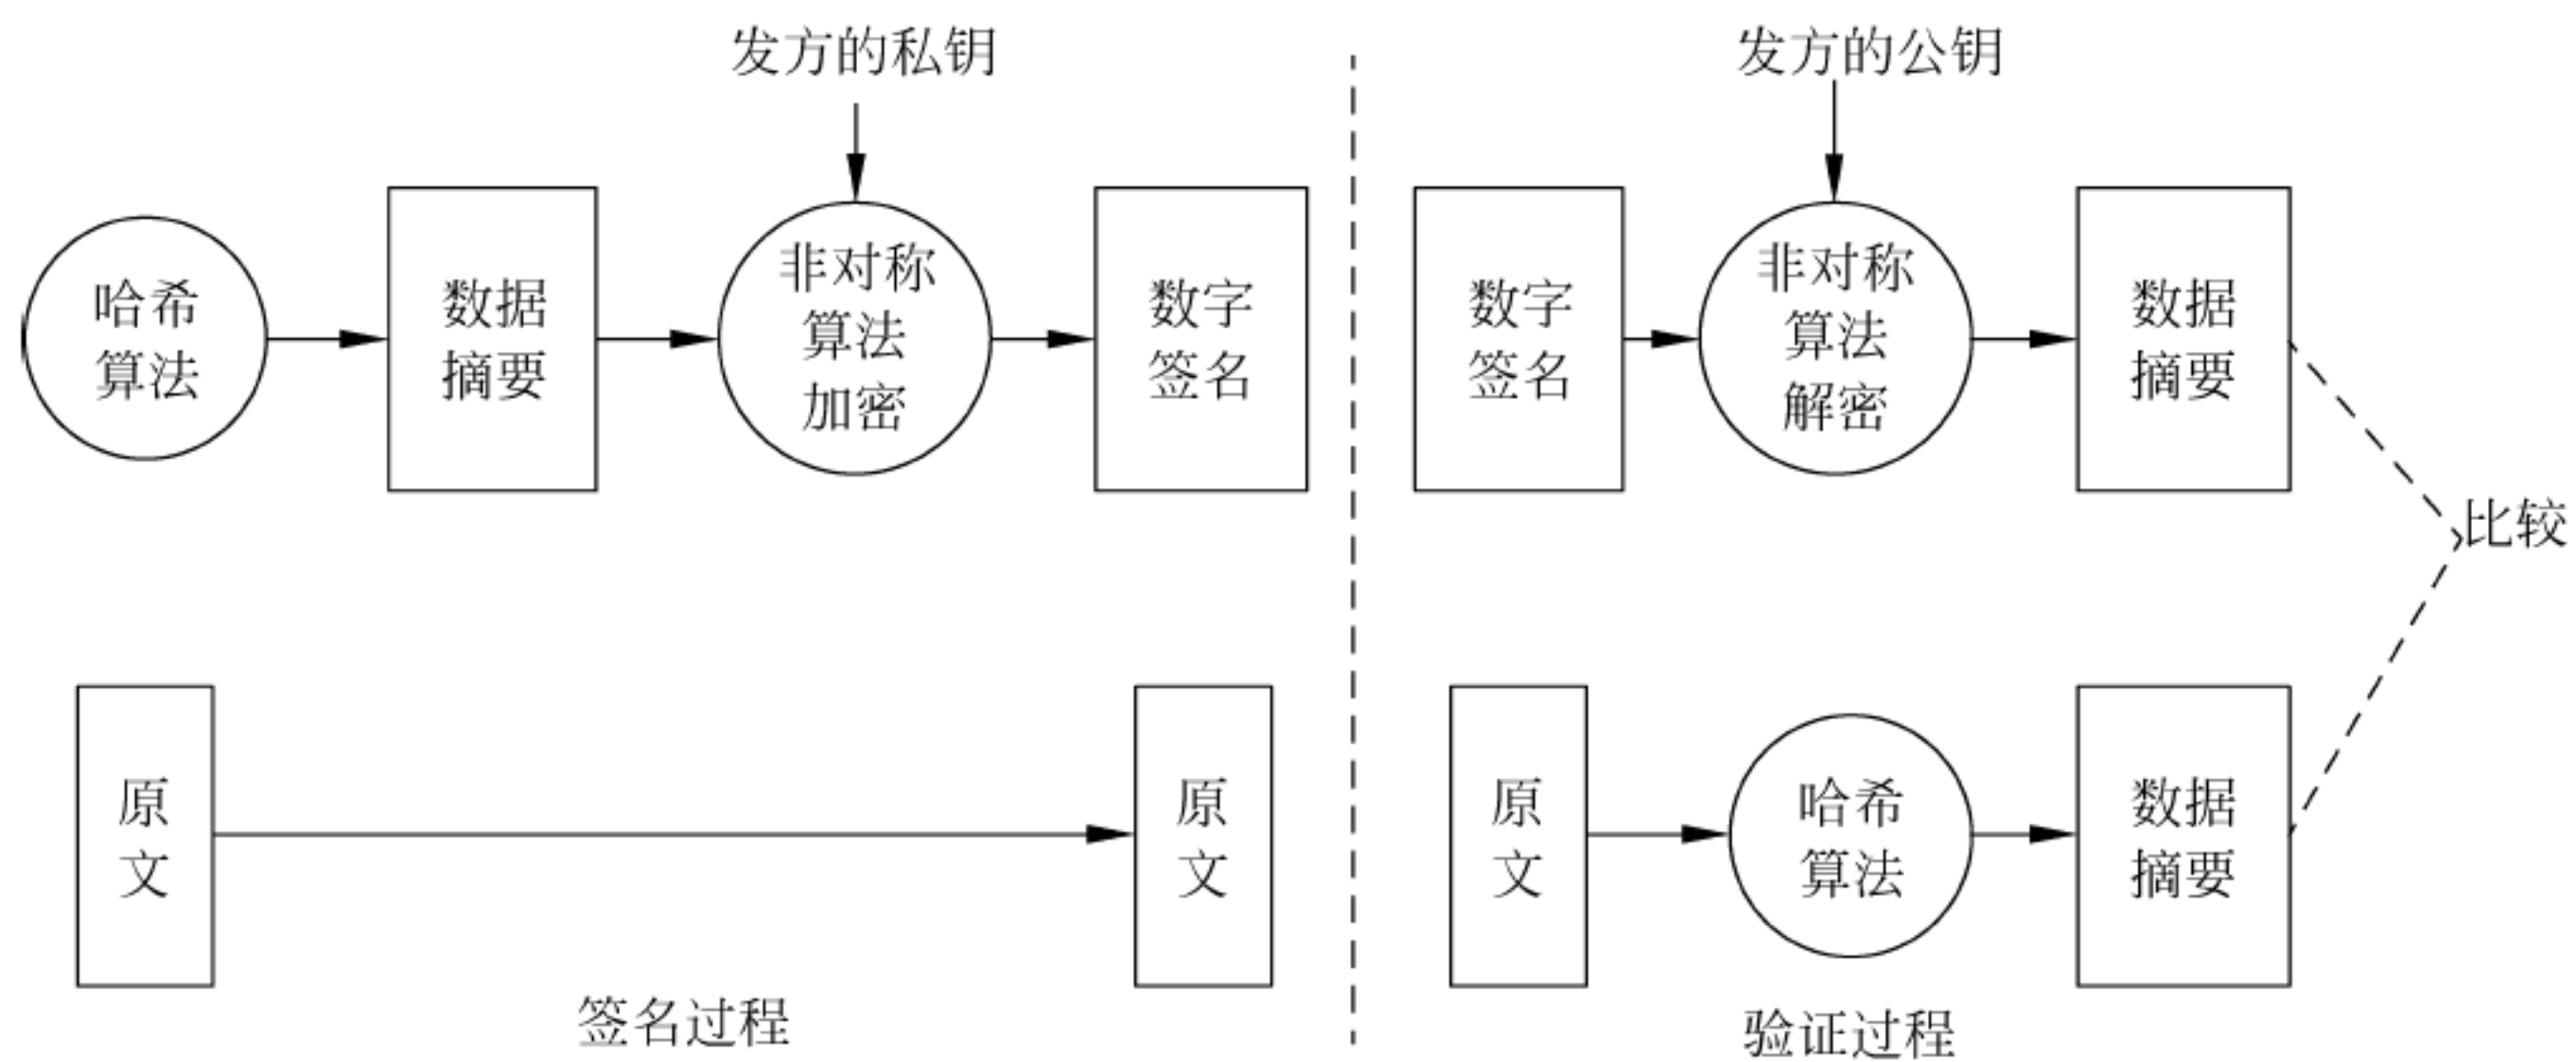 发方的私钥
哈希
算法
数据
摘要
非对称
算法
加密
数字
签名
原
文
原
文
签名过程
发方的公钥
数字
签名
非对称
算法
解密
数据
摘要
比较
原
文
哈希
算法
数据
摘要
验证过程